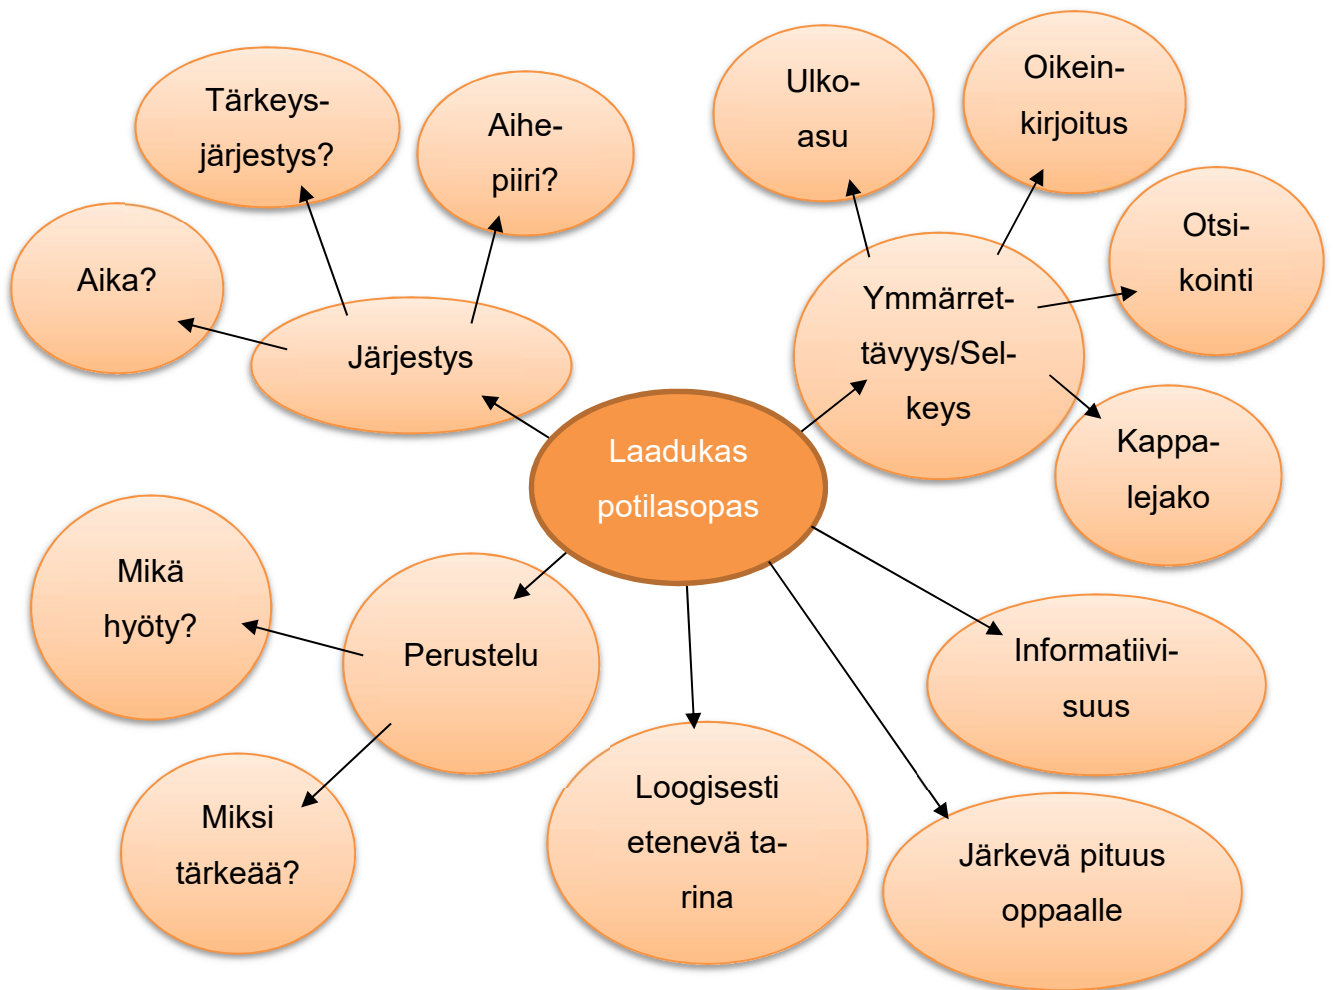 Tärkeys-
järjestys?
Aihe-
piiri?
Aika?
Järjestys
Ulko-
asu
Oikein-
kirjoitus
Otsi-
kointi
Ymmärret-
tävyys/Sel-
keys
Kappa-
lejako
Laadukas
potilasopas
Mikä
hyöty?
Perustelu
Miksi
tärkeää?
Loogisesti
etenevä ta-
rina
Informatiivi-
suus
Järkevä pituus
oppaalle